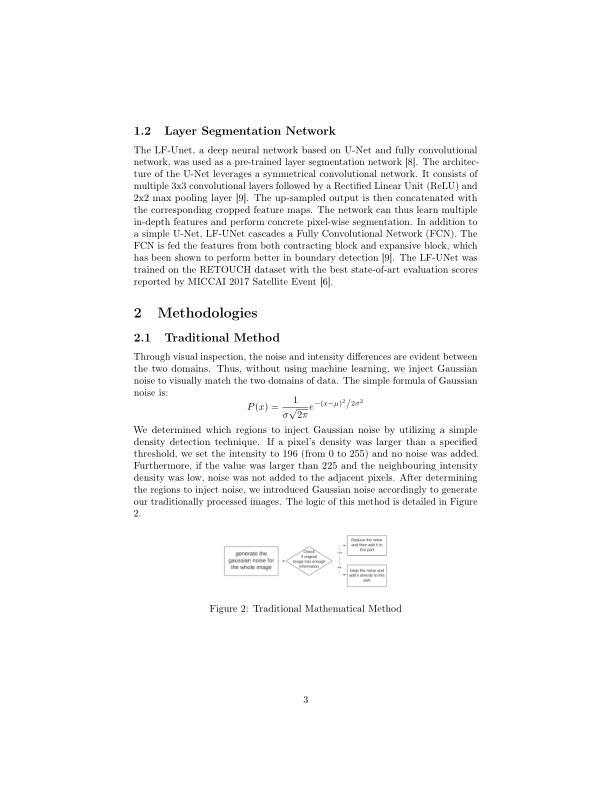 1.2 Layer Segmentation Network
The LF-Unet, a deep neural network based on U-Net and fully convolutional
network, was used as a pre-trained layer segmentation network [8]. The architec-
ture of the U-Net leverages a symmetrical convolutional network. It consists of
multiple 3x3 convolutional layers followed by a Rectified Linear Unit (ReLU) and
2x2 max pooling layer [9]. The up-sampled output is then concatenated with
the corresponding cropped feature maps. The network can thus learn multiple
in-depth features and perform concrete pixel-wise segmentation. In addition to
a simple U-Net, LF-UNet cascades a Fully Convolutional Network (FCN). The
FCN is fed the features from both contracting block and expansive block, which
has been shown to perform better in boundary detection [9]. The LF-UNet was
trained on the RETOUCH dataset with the best state-of-art evaluation scores
reported by MICCAI 2017 Satellite Event [6].
2 Methodologies
2.1 Traditional Method
Through visual inspection, the noise and intensity differences are evident between
the two domains. Thus, without using machine learning, we inject Gaussian
noise to visually match the two domains of data. The simple formula of Gaussian
noise is:
P(x) = 1/(σ√2π) e^−(x−μ)²/2σ²
We determined which regions to inject Gaussian noise by utilizing a simple
density detection technique. If a pixel's density was larger than a specified
threshold, we set the intensity to 196 (from 0 to 255) and no noise was added.
Furthermore, if the value was larger than 225 and the neighbouring intensity
density was low, noise was not added to the adjacent pixels. After determining
the regions to inject noise, we introduced Gaussian noise accordingly to generate
our traditionally processed images. The logic of this method is detailed in Figure
2.
generate the
gaussian noise for
the whole image
Check
if original
image has enough
information
Reduce the noise
and then add it to
this part
keep the noise and
add it directly to this
part
Figure 2: Traditional Mathematical Method
3